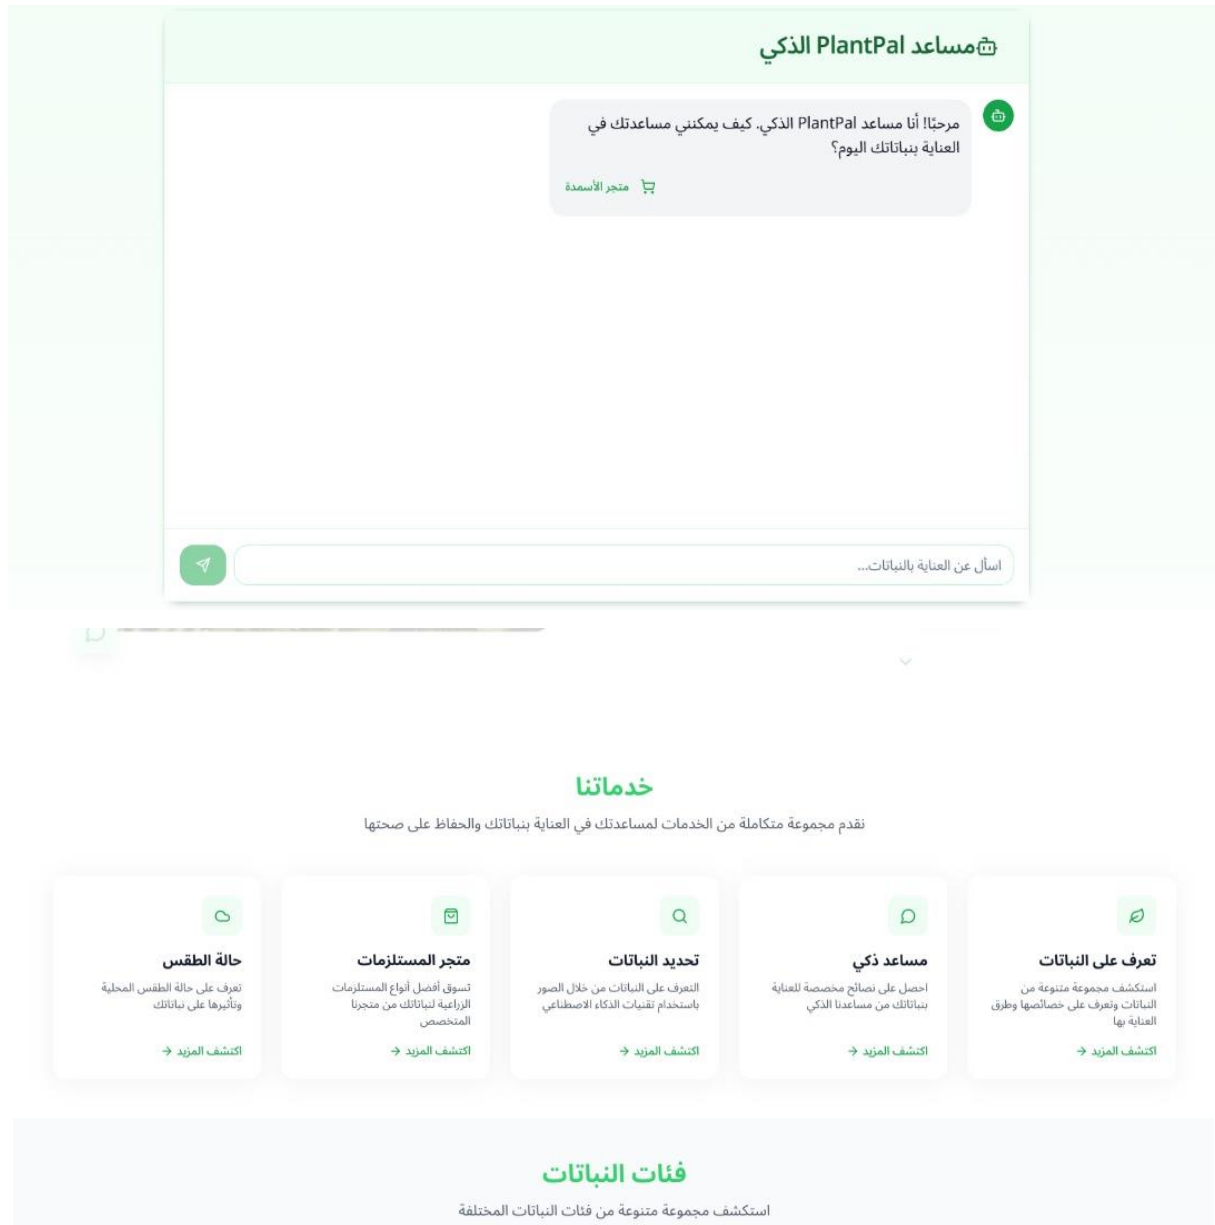 مساعد PlantPal الذكي
مرحبًا! أنا مساعد PlantPal الذكي. كيف يمكنني مساعدتك في
العناية بنباتاتك اليوم؟
متجر الأسمدة
اسأل عن العناية بالنباتات...
خدماتنا
نقدم مجموعة متكاملة من الخدمات لمساعدتك في العناية بنباتاتك والحفاظ على صحتها
تعرف على النباتات
استكشف مجموعة متنوعة من
النباتات وتعرف على خصائصها وطرق
العناية بها
اكتشف المزيد ←
مساعد ذكي
احصل على نصائح مخصصة للعناية
بنباتاتك من مساعدنا الذكي
اكتشف المزيد ←
تحديد النباتات
التعرف على النباتات من خلال الصور
باستخدام تقنيات الذكاء الاصطناعي
اكتشف المزيد ←
متجر المستلزمات
تسوق أفضل أنواع المستلزمات
الزراعية لنباتاتك من متجرنا
المتخصص
اكتشف المزيد ←
حالة الطقس
تعرف على حالة الطقس المحلية
وتأثيرها على نباتاتك
اكتشف المزيد ←
فئات النباتات
استكشف مجموعة متنوعة من فئات النباتات المختلفة